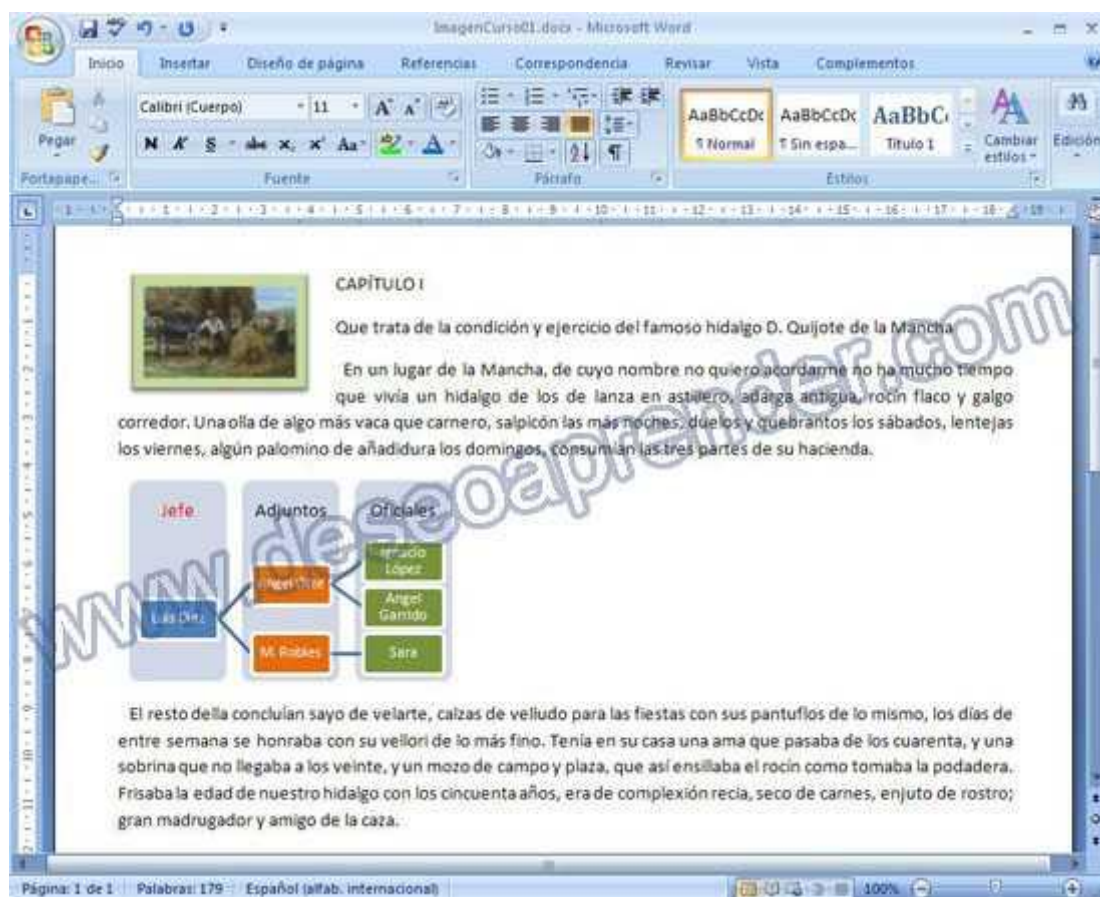 ImagenCurso01.docx - Microsoft Word
Inicio Insertar Diseño de página Referencias Correspondencia Revisar Vista Complementos
Pegar
Calibri (Cuerpo) 11
N K S abc x₂ x² Aa
AaBbCcDc AaBbCcDc AaBbC
¶ Normal ¶ Sin espa... Título 1
Cambiar estilos
Edición
Portapape... Fuente Párrafo Estilos
CAPÍTULO I
Que trata de la condición y ejercicio del famoso hidalgo D. Quijote de la Mancha
En un lugar de la Mancha, de cuyo nombre no quiero acordarme no ha mucho tiempo
que vivía un hidalgo de los de lanza en astillero, adarga antigua, rocín flaco y galgo
corredor. Una olla de algo más vaca que carnero, salpicón las más noches, duelos y quebrantos los sábados, lentejas
los viernes, algún palomino de añadidura los domingos, consumían las tres partes de su hacienda.
Jefe Adjuntos Oficiales
Ignacio López
Angel
Angel Garrido
Luis Díez
M. Robles Sara
www.deseoaprender.com
El resto della concluían sayo de velarte, calzas de velludo para las fiestas con sus pantuflos de lo mismo, los días de
entre semana se honraba con su vellori de lo más fino. Tenía en su casa una ama que pasaba de los cuarenta, y una
sobrina que no llegaba a los veinte, y un mozo de campo y plaza, que así ensillaba el rocín como tomaba la podadera.
Frisaba la edad de nuestro hidalgo con los cincuenta años, era de complexión recia, seco de carnes, enjuto de rostro;
gran madrugador y amigo de la caza.
Página: 1 de 1 Palabras: 179 Español (alfab. internacional) 100%